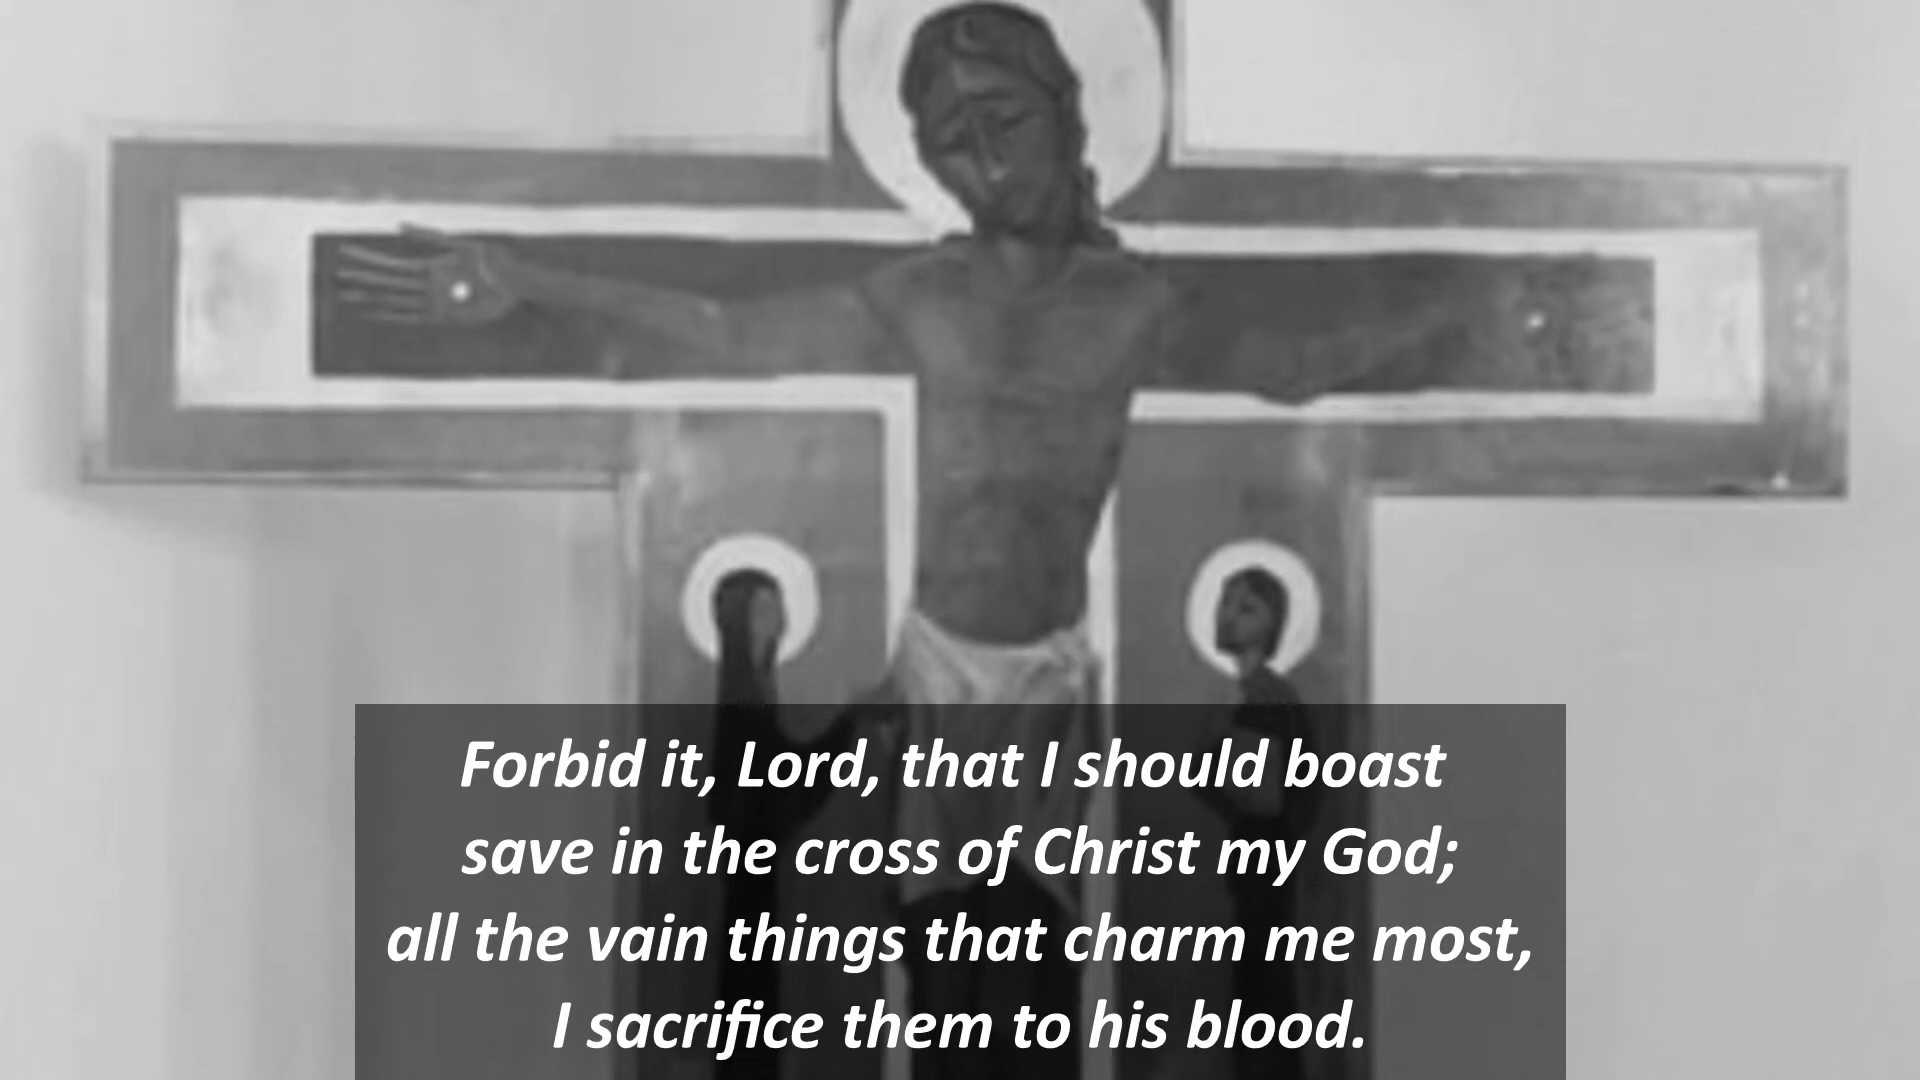 Forbid it, Lord, that I should boast
save in the cross of Christ my God;
all the vain things that charm me most,
I sacrifice them to his blood.